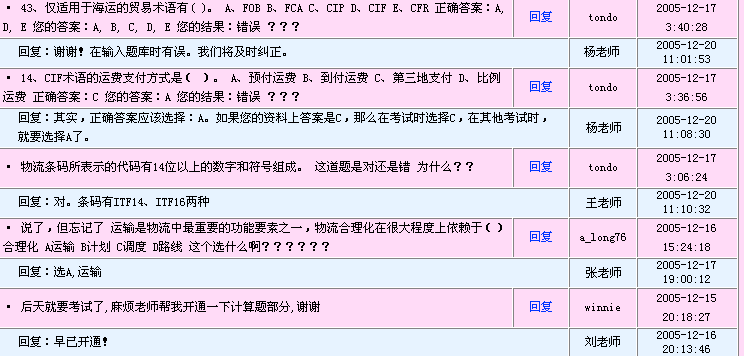 · 43、仅适用于海运的贸易术语有( )。 A、FOB B、FCA C、CIP D、CIF E、CFR 正确答案：A,
D, E 您的答案：A, B, C, D, E 您的结果：错误 ？？？
回复
tondo
2005-12-17
3:40:28
回复：谢谢！在输入题库时有误。我们将及时纠正。
杨老师
2005-12-20
11:01:53
· 14、CIF术语的运费支付方式是( )。 A、预付运费 B、到付运费 C、第三地支付 D、比例
运费 正确答案：C 您的答案：A 您的结果：错误 ？？？
回复
tondo
2005-12-17
3:36:56
回复：其实，正确答案应该选择：A。如果您的资料上答案是C，那么在考试时选择C，在其他考试时，
就要选择A了。
杨老师
2005-12-20
11:08:30
· 物流条码所表示的代码有14位以上的数字和符号组成。 这道题是对还是错 为什么？？
回复
tondo
2005-12-17
3:06:24
回复：对。条码有ITF14、ITF16两种
王老师
2005-12-20
11:10:32
· 说了，但忘记了 运输是物流中最重要的功能要素之一，物流合理化在很大程度上依赖于( )
合理化 A运输 B计划 C调度 D路线 这个选什么啊？？？？？？
回复
a_long76
2005-12-16
15:24:18
回复：选A,运输
张老师
2005-12-17
19:00:12
· 后天就要考试了,麻烦老师帮我开通一下计算题部分,谢谢
回复
winnie
2005-12-15
20:18:27
回复：早已开通！
刘老师
2005-12-16
20:13:46